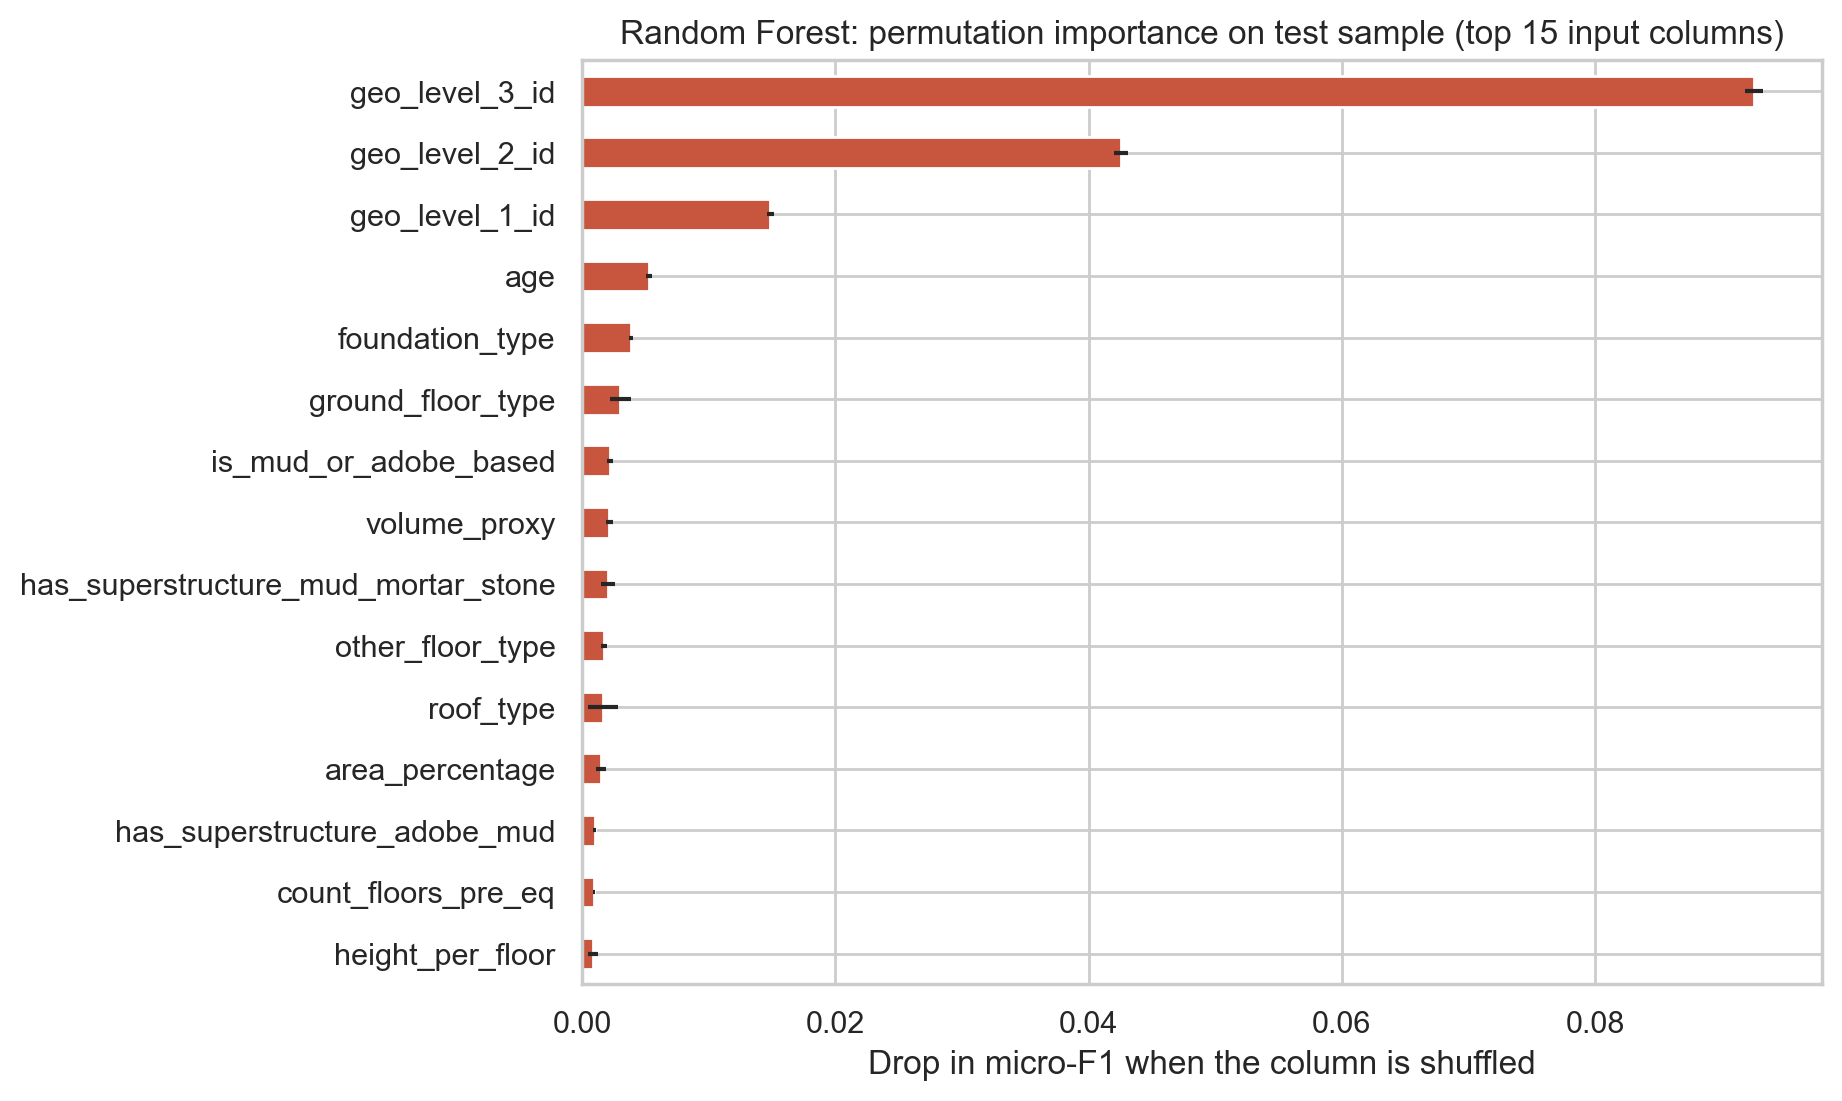 Random Forest: permutation importance on test sample (top 15 input columns)
geo_level_3_id
geo_level_2_id
geo_level_1_id
age
foundation_type
ground_floor_type
is_mud_or_adobe_based
volume_proxy
has_superstructure_mud_mortar_stone
other_floor_type
roof_type
area_percentage
has_superstructure_adobe_mud
count_floors_pre_eq
height_per_floor
0.00 0.02 0.04 0.06 0.08
Drop in micro-F1 when the column is shuffled